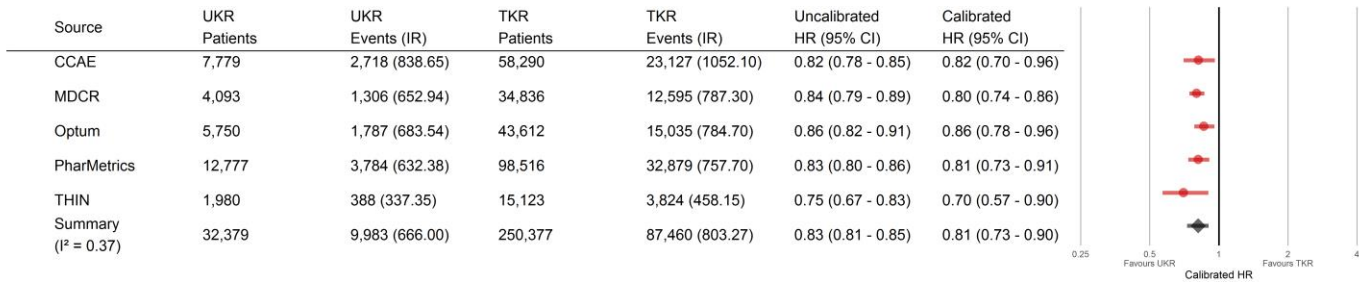 Source UKR Patients UKR Events (IR) TKR Patients TKR Events (IR) Uncalibrated HR (95% CI) Calibrated HR (95% CI)
CCAE 7,779 2,718 (838.65) 58,290 23,127 (1052.10) 0.82 (0.78 - 0.85) 0.82 (0.70 - 0.96)
MDCR 4,093 1,306 (652.94) 34,836 12,595 (787.30) 0.84 (0.79 - 0.89) 0.80 (0.74 - 0.86)
Optum 5,750 1,787 (683.54) 43,612 15,035 (784.70) 0.86 (0.82 - 0.91) 0.86 (0.78 - 0.96)
PharMetrics 12,777 3,784 (632.38) 98,516 32,879 (757.70) 0.83 (0.80 - 0.86) 0.81 (0.73 - 0.91)
THIN 1,980 388 (337.35) 15,123 3,824 (458.15) 0.75 (0.67 - 0.83) 0.70 (0.57 - 0.90)
Summary (I² = 0.37) 32,379 9,983 (666.00) 250,377 87,460 (803.27) 0.83 (0.81 - 0.85) 0.81 (0.73 - 0.90)
0.25 0.5 1 2 4
Favours UKR Favours TKR
Calibrated HR